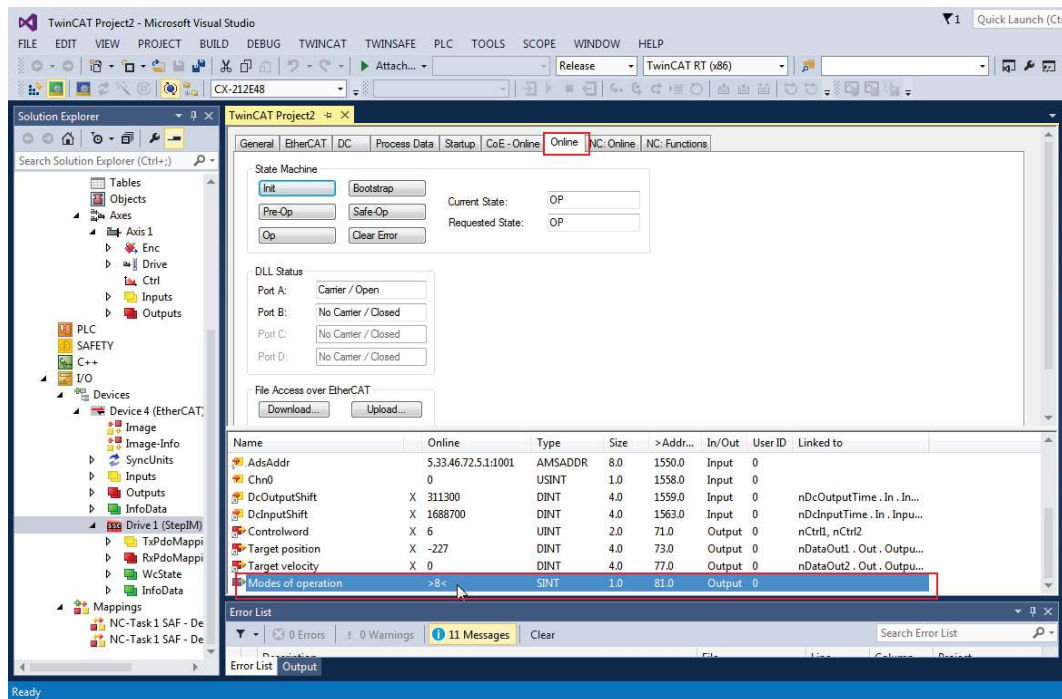 TwinCAT Project2 - Microsoft Visual Studio
1 Quick Launch (Ct
FILE EDIT VIEW PROJECT BUILD DEBUG TWINCAT TWINSAFE PLC TOOLS SCOPE WINDOW HELP
Attach... Release TwinCAT RT (x86)
CX-212E48
Solution Explorer
Search Solution Explorer (Ctrl+;)
Tables
Objects
Axes
Axis 1
Enc
Drive
Ctrl
Inputs
Outputs
PLC
SAFETY
C++
I/O
Devices
Device 4 (EtherCAT)
Image
Image-Info
SyncUnits
Inputs
Outputs
InfoData
Drive 1 (StepIM)
TxPdoMappi
RxPdoMappi
WcState
InfoData
Mappings
NC-Task 1 SAF - De
NC-Task 1 SAF - De
TwinCAT Project2
General EtherCAT DC Process Data Startup CoE - Online Online NC: Online NC: Functions
State Machine
Init Bootstrap
Pre-Op Safe-Op
Op Clear Error
Current State: OP
Requested State: OP
DLL Status
Port A: Carrier / Open
Port B: No Carrier / Closed
Port C: No Carrier / Closed
Port D: No Carrier / Closed
File Access over EtherCAT
Download... Upload...
Name Online Type Size >Addr... In/Out User ID Linked to
AdsAddr 5.33.46.72.5.1:1001 AMSADDR 8.0 1550.0 Input 0
Chn0 0 USINT 1.0 1558.0 Input 0
DcOutputShift X 311300 DINT 4.0 1559.0 Input 0 nDcOutputTime . In . In...
DcInputShift X 1688700 DINT 4.0 1563.0 Input 0 nDcInputTime . In . Inpu...
Controlword X 6 UINT 2.0 71.0 Output 0 nCtrl1, nCtrl2
Target position X -227 DINT 4.0 73.0 Output 0 nDataOut1 . Out . Outpu...
Target velocity X 0 DINT 4.0 77.0 Output 0 nDataOut2 . Out . Outpu...
Modes of operation >8< SINT 1.0 81.0 Output 0
Error List
0 Errors 0 Warnings 11 Messages Clear Search Error List
Description File Line Column Project
Error List Output
Ready